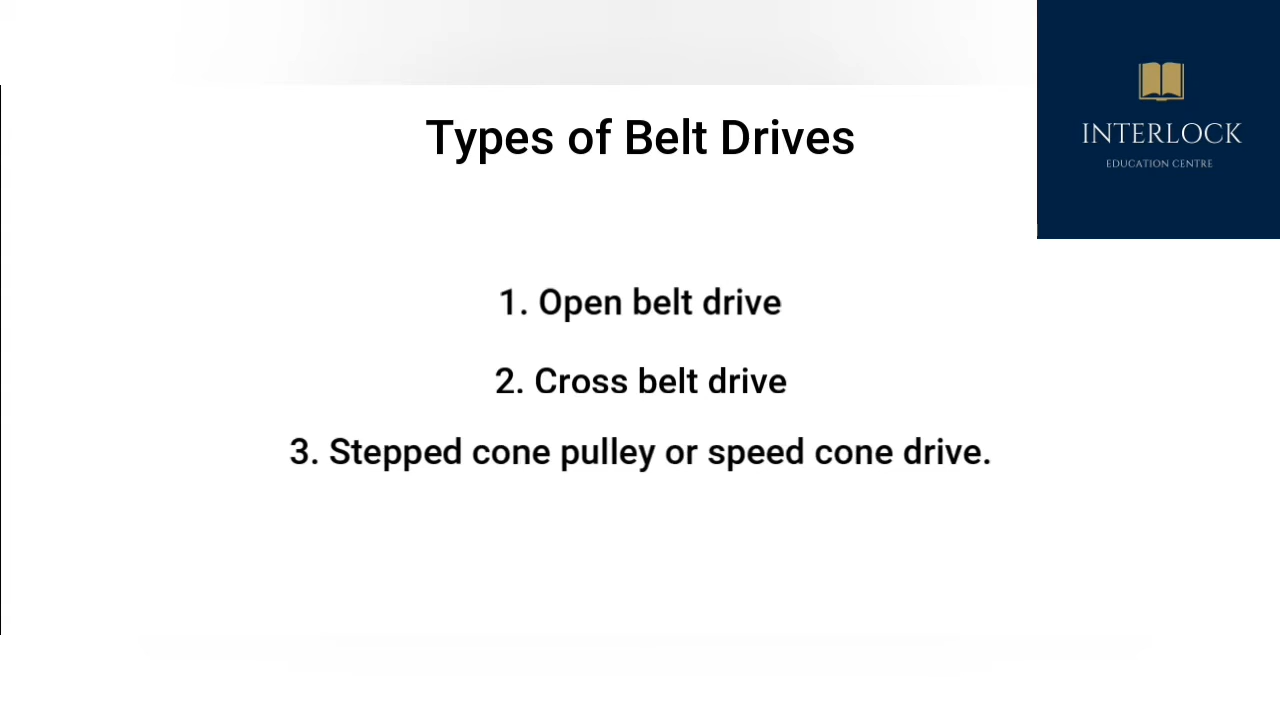 Types of Belt Drives
INTERLOCK
EDUCATION CENTRE
1. Open belt drive
2. Cross belt drive
3. Stepped cone pulley or speed cone drive.